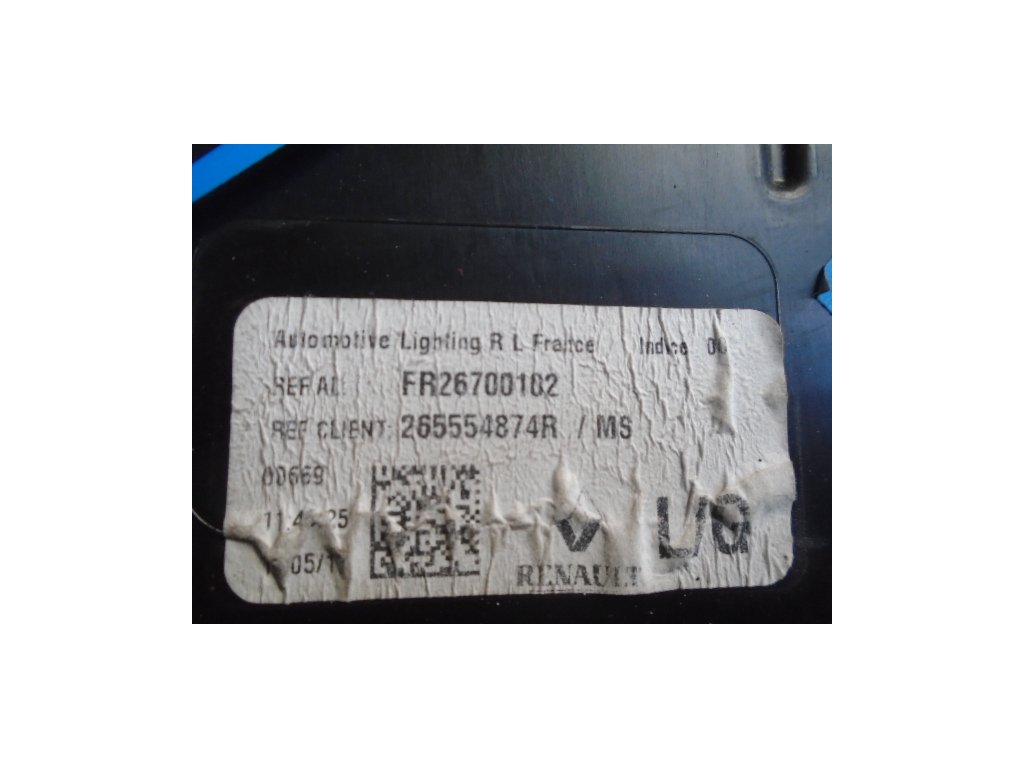 Automotive Lighting R L France Indice 00
REF AL: FR26700102
REF CLIENT: 265554874R / MS
00669
L/G
RENAULT